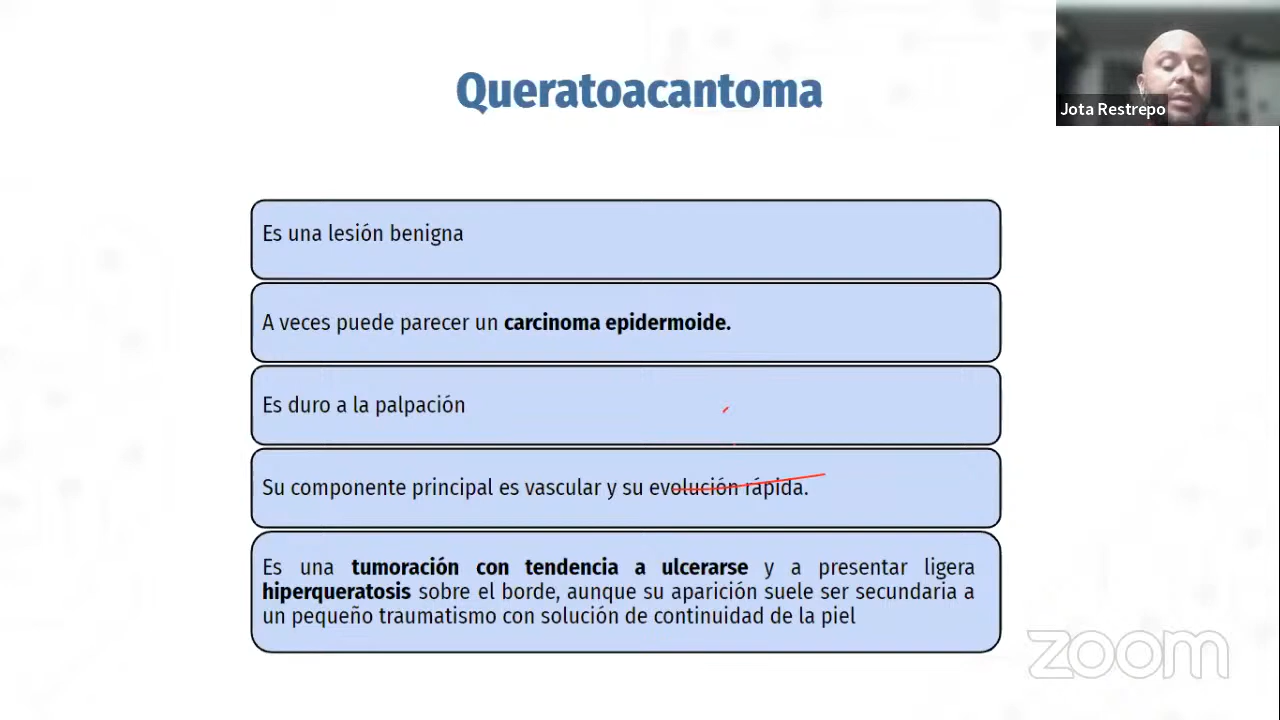 Queratoacantoma
Jota Restrepo
Es una lesión benigna
A veces puede parecer un carcinoma epidermoide.
Es duro a la palpación
Su componente principal es vascular y su evolución rápida.
Es una tumoración con tendencia a ulcerarse y a presentar ligera
hiperqueratosis sobre el borde, aunque su aparición suele ser secundaria a
un pequeño traumatismo con solución de continuidad de la piel
zoom